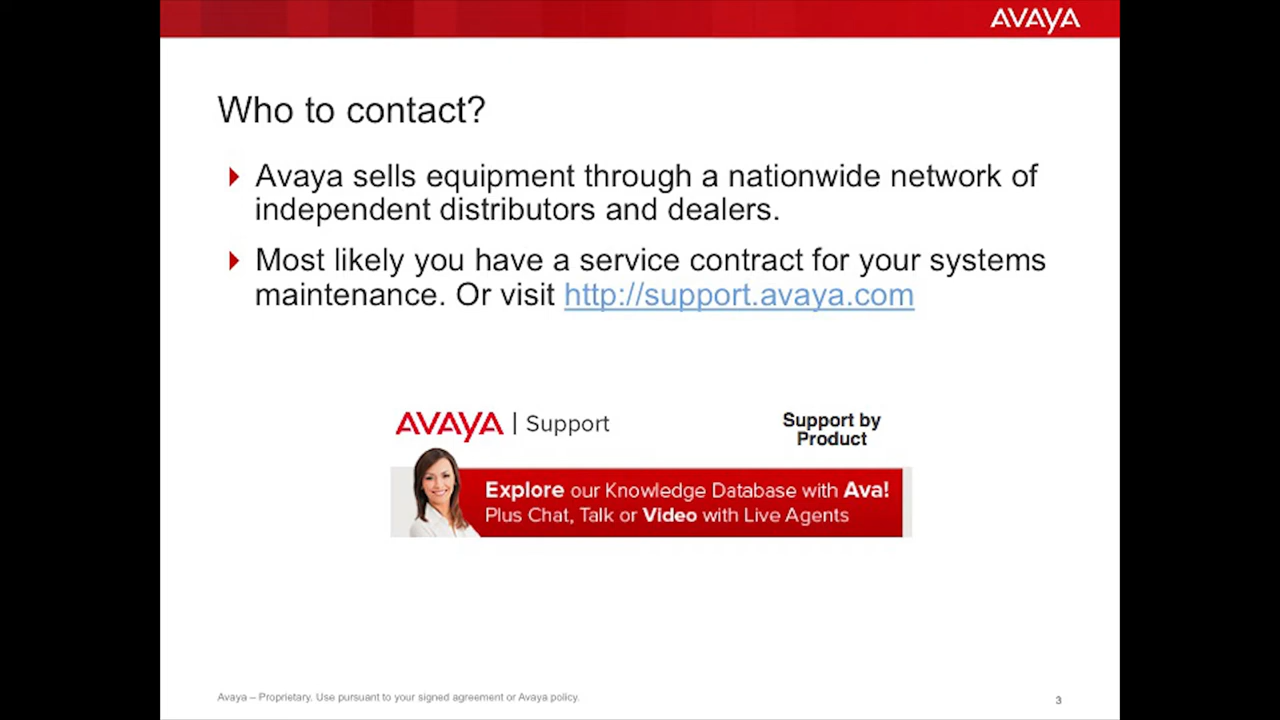 AVAYA
Who to contact?
Avaya sells equipment through a nationwide network of
independent distributors and dealers.
Most likely you have a service contract for your systems
maintenance. Or visit http://support.avaya.com
AVAYA | Support
Support by
Product
Explore our Knowledge Database with Ava!
Plus Chat, Talk or Video with Live Agents
Avaya – Proprietary. Use pursuant to your signed agreement or Avaya policy.
3